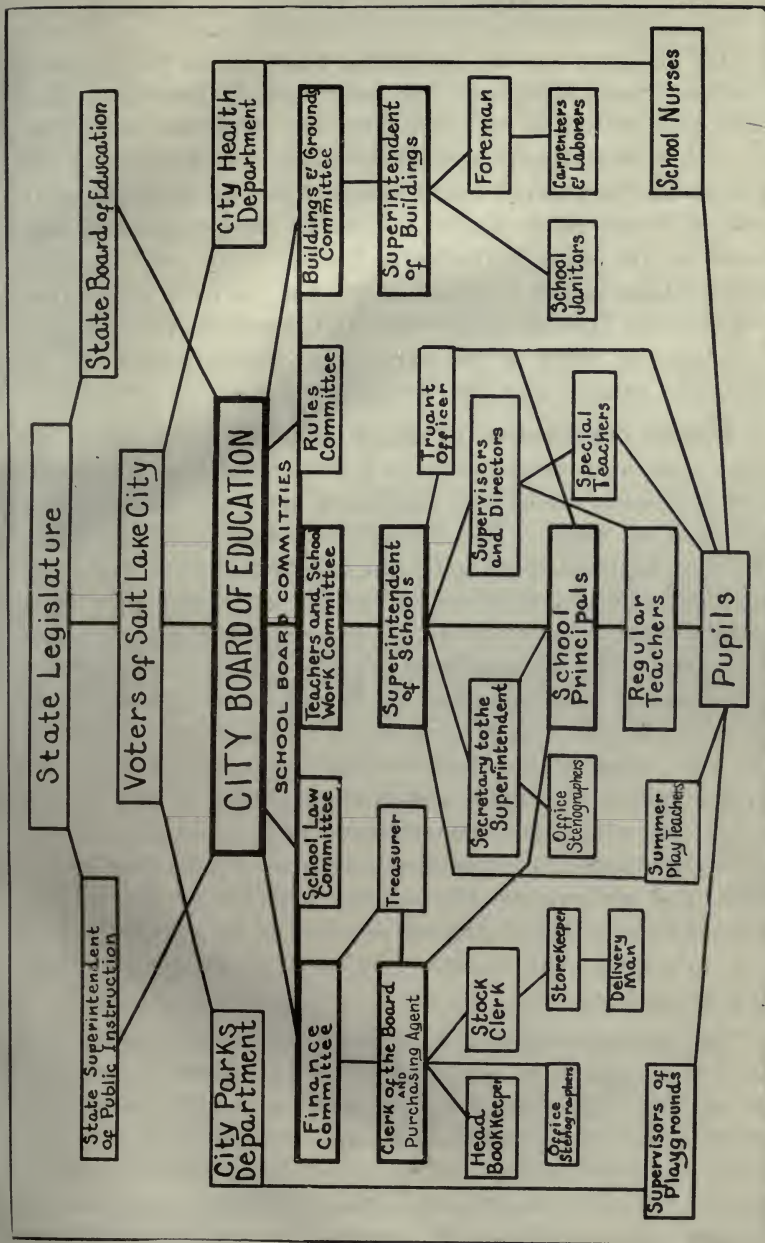 State Legislature
State Superintendent
of Public Instruction
State Board of Education
Voters of Salt Lake City
City Parks
Department
City Health
Department
CITY BOARD OF EDUCATION
SCHOOL BOARD COMMITTIES
Finance
Committee
School Law
Committee
Teachers and School
Work Committee
Rules
Committee
Buildings & Grounds
Committee
Treasurer
Clerk of the Board
AND
Purchasing Agent
Superintendent
of Schools
Truant
Officer
Superintendent
of
Buildings
Head
BookKeeper
Stock
Clerk
Secretary to the
Superintendent
Supervisors
and Directors
Foreman
Office
Stenographers
StoreKeeper
Office
Stenographers
School
Principals
Special
Teachers
School
Janitors
Carpenters
& Laborers
Delivery
Man
Regular
Teachers
Supervisors of
Playgrounds
Summer
Play Teachers
Pupils
School Nurses